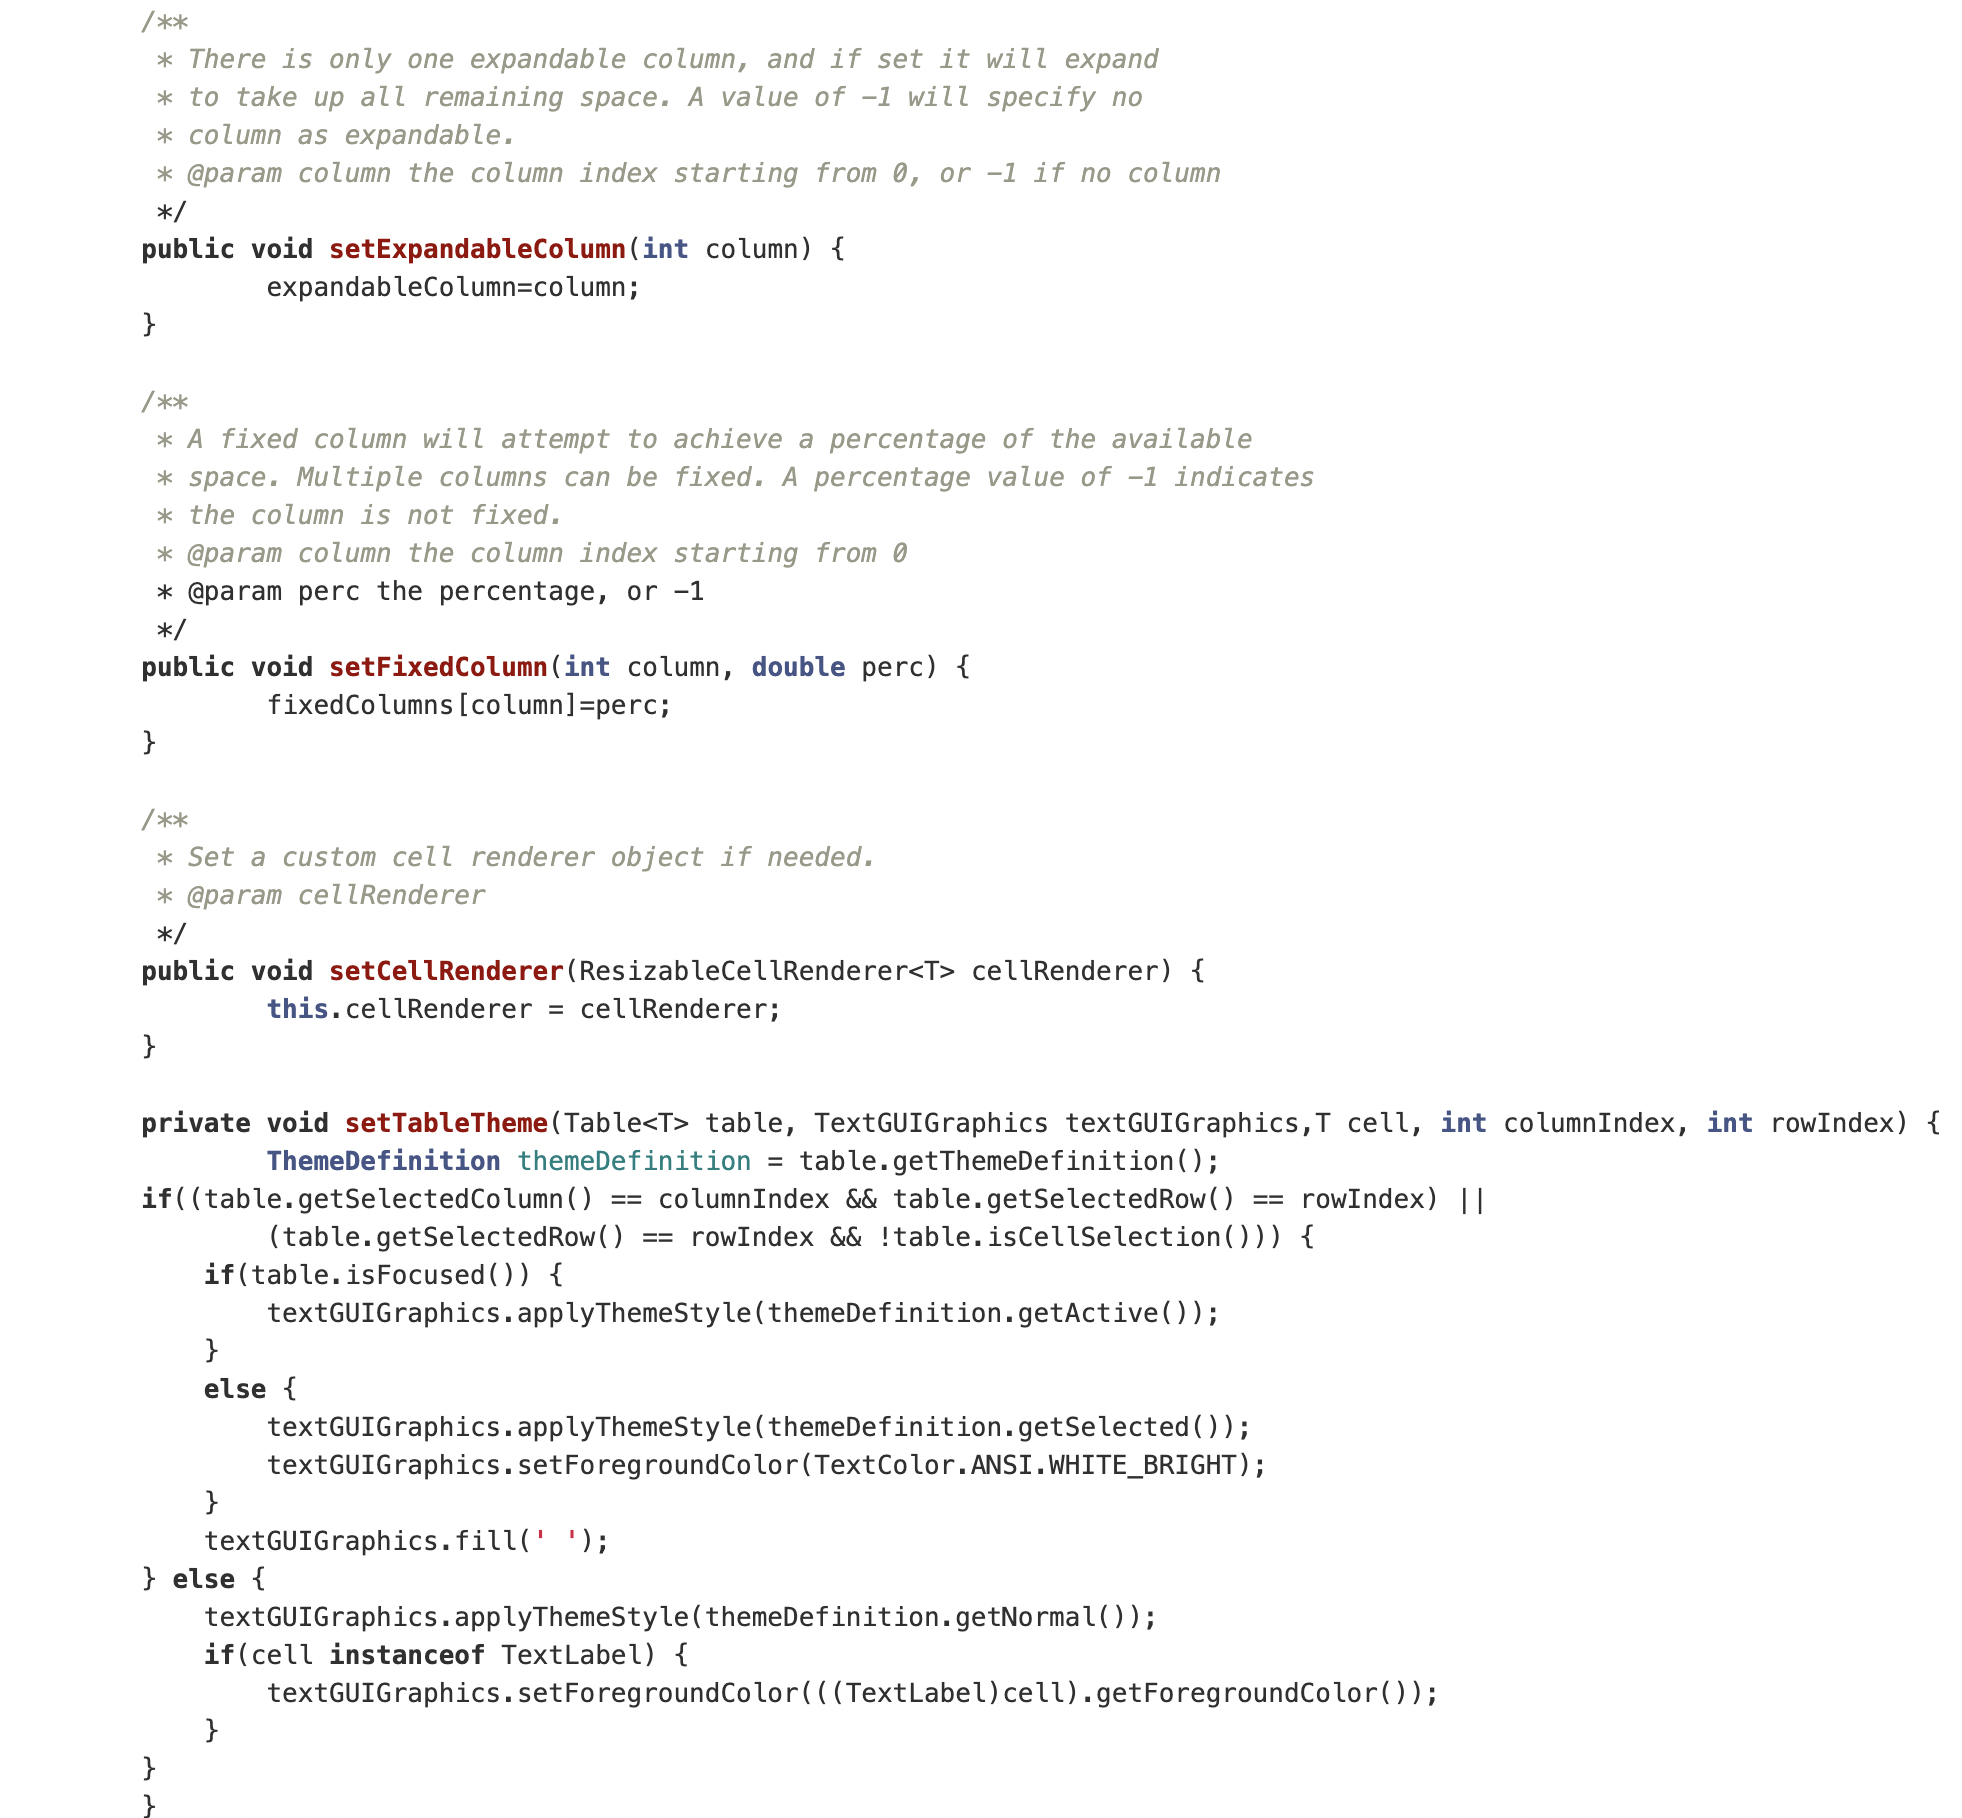 /**
 * There is only one expandable column, and if set it will expand
 * to take up all remaining space. A value of -1 will specify no
 * column as expandable.
 * @param column the column index starting from 0, or -1 if no column
 */
public void setExpandableColumn(int column) {
        expandableColumn=column;
}

/**
 * A fixed column will attempt to achieve a percentage of the available
 * space. Multiple columns can be fixed. A percentage value of -1 indicates
 * the column is not fixed.
 * @param column the column index starting from 0
 * @param perc the percentage, or -1
 */
public void setFixedColumn(int column, double perc) {
        fixedColumns[column]=perc;
}

/**
 * Set a custom cell renderer object if needed.
 * @param cellRenderer
 */
public void setCellRenderer(ResizableCellRenderer<T> cellRenderer) {
        this.cellRenderer = cellRenderer;
}

private void setTableTheme(Table<T> table, TextGUIGraphics textGUIGraphics,T cell, int columnIndex, int rowIndex) {
        ThemeDefinition themeDefinition = table.getThemeDefinition();
if((table.getSelectedColumn() == columnIndex && table.getSelectedRow() == rowIndex) ||
        (table.getSelectedRow() == rowIndex && !table.isCellSelection())) {
    if(table.isFocused()) {
        textGUIGraphics.applyThemeStyle(themeDefinition.getActive());
    }
    else {
        textGUIGraphics.applyThemeStyle(themeDefinition.getSelected());
        textGUIGraphics.setForegroundColor(TextColor.ANSI.WHITE_BRIGHT);
    }
    textGUIGraphics.fill(' ');
} else {
    textGUIGraphics.applyThemeStyle(themeDefinition.getNormal());
    if(cell instanceof TextLabel) {
        textGUIGraphics.setForegroundColor(((TextLabel)cell).getForegroundColor());
    }
}
}